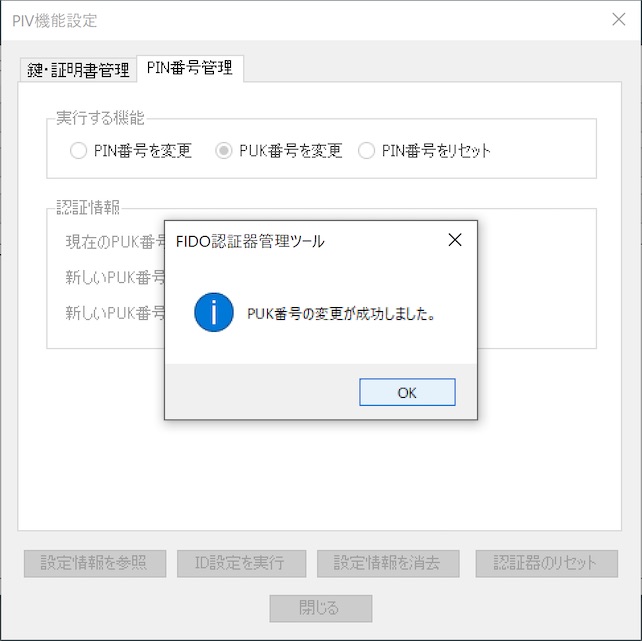 PIV機能設定
鍵・証明書管理 PIN番号管理
実行する機能
PIN番号を変更 PUK番号を変更 PIN番号をリセット
認証情報
現在のPUK番号
新しいPUK番号
新しいPUK番号
FIDO認証器管理ツール
PUK番号の変更が成功しました。
OK
設定情報を参照 ID設定を実行 設定情報を消去 認証器のリセット
閉じる